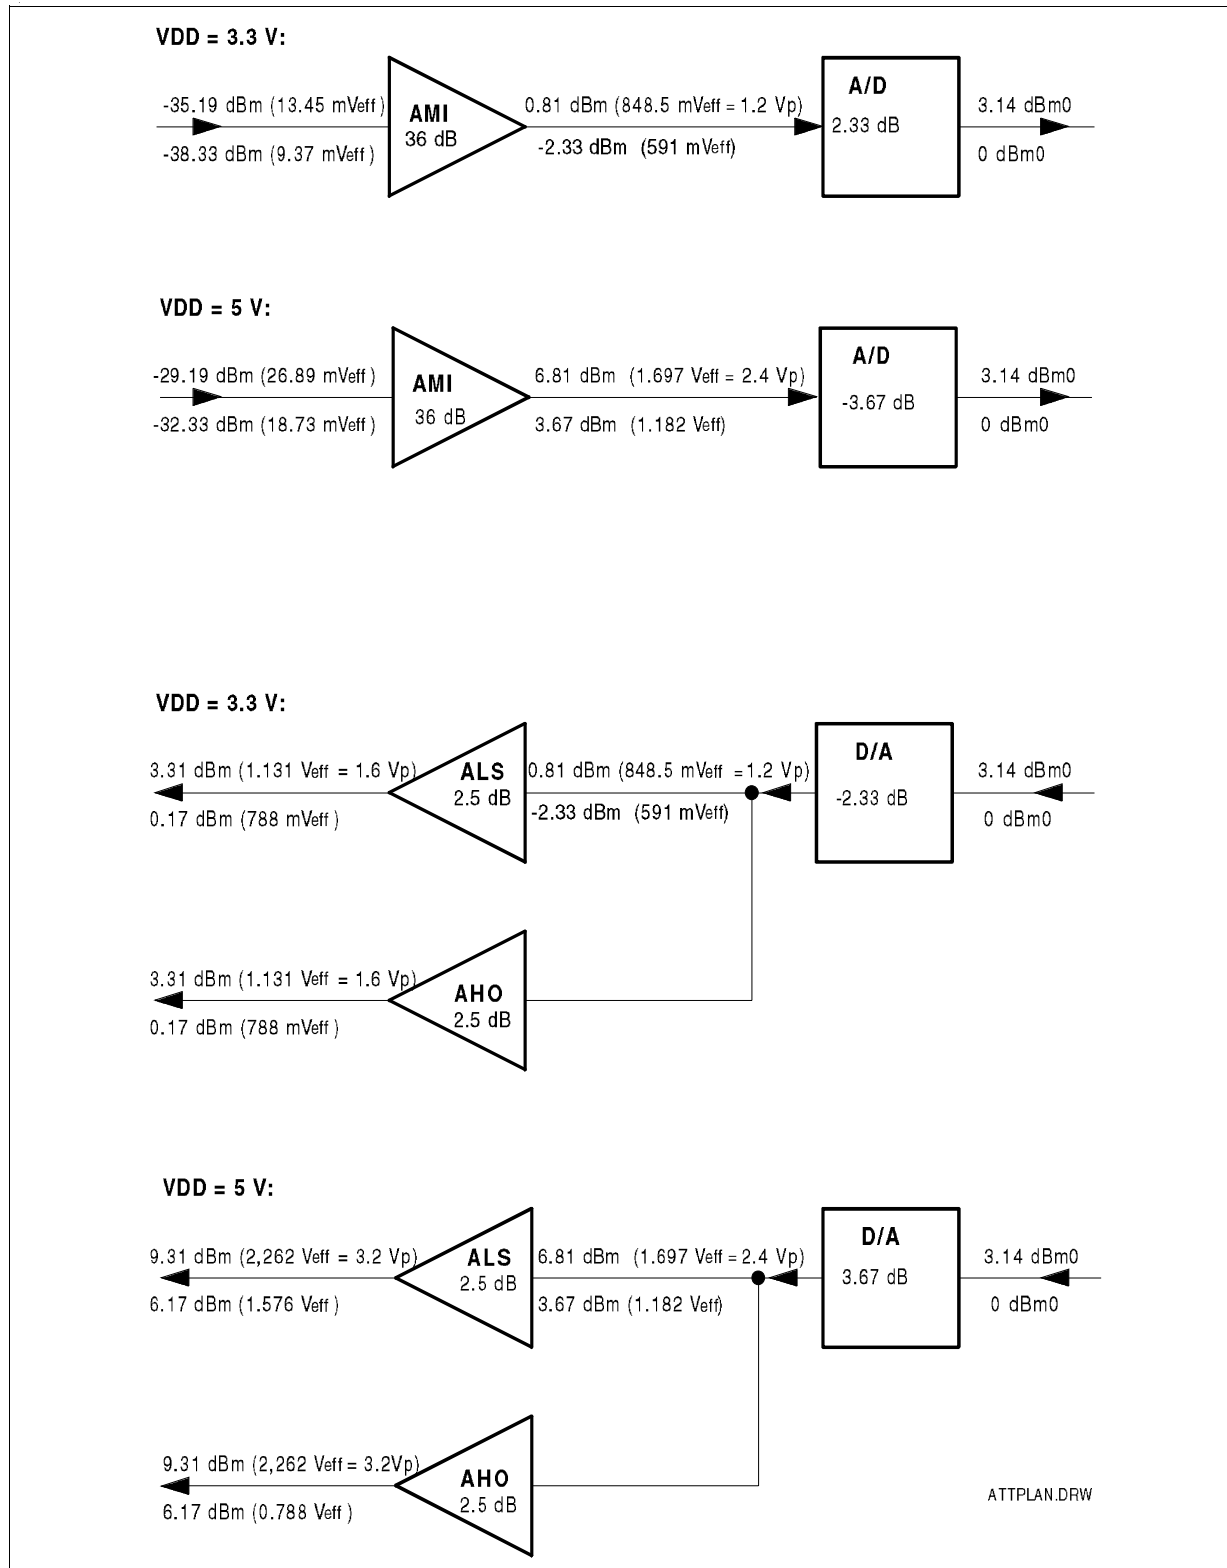 VDD = 3.3 V:
-35.19 dBm (13.45 mVeff)
AMI
36 dB
0.81 dBm (848.5 mVeff = 1.2 Vp)
A/D
2.33 dB
3.14 dBm0
-38.33 dBm (9.37 mVeff )
-2.33 dBm (591 mVeff)
0 dBm0
VDD = 5 V:
-29.19 dBm (26.89 mVeff )
AMI
36 dB
6.81 dBm (1.697 Veff = 2.4 Vp)
A/D
-3.67 dB
3.14 dBm0
-32.33 dBm (18.73 mVeff )
3.67 dBm (1.182 Veff)
0 dBm0
VDD = 3.3 V:
3.31 dBm (1.131 Veff = 1.6 Vp)
ALS
2.5 dB
0.81 dBm (848.5 mVeff =1.2 Vp)
D/A
-2.33 dB
3.14 dBm0
0.17 dBm (788 mVeff )
-2.33 dBm (591 mVeff)
0 dBm0
3.31 dBm (1.131 Veff = 1.6 Vp)
AHO
2.5 dB
0.17 dBm (788 mVeff )
VDD = 5 V:
9.31 dBm (2,262 Veff = 3.2 Vp)
ALS
2.5 dB
6.81 dBm (1.697 Veff = 2.4 Vp)
D/A
3.67 dB
3.14 dBm0
6.17 dBm (1.576 Veff )
3.67 dBm (1.182 Veff)
0 dBm0
9.31 dBm (2,262 Veff = 3.2Vp)
AHO
2.5 dB
6.17 dBm (0.788 Veff )
ATTPLAN.DRW